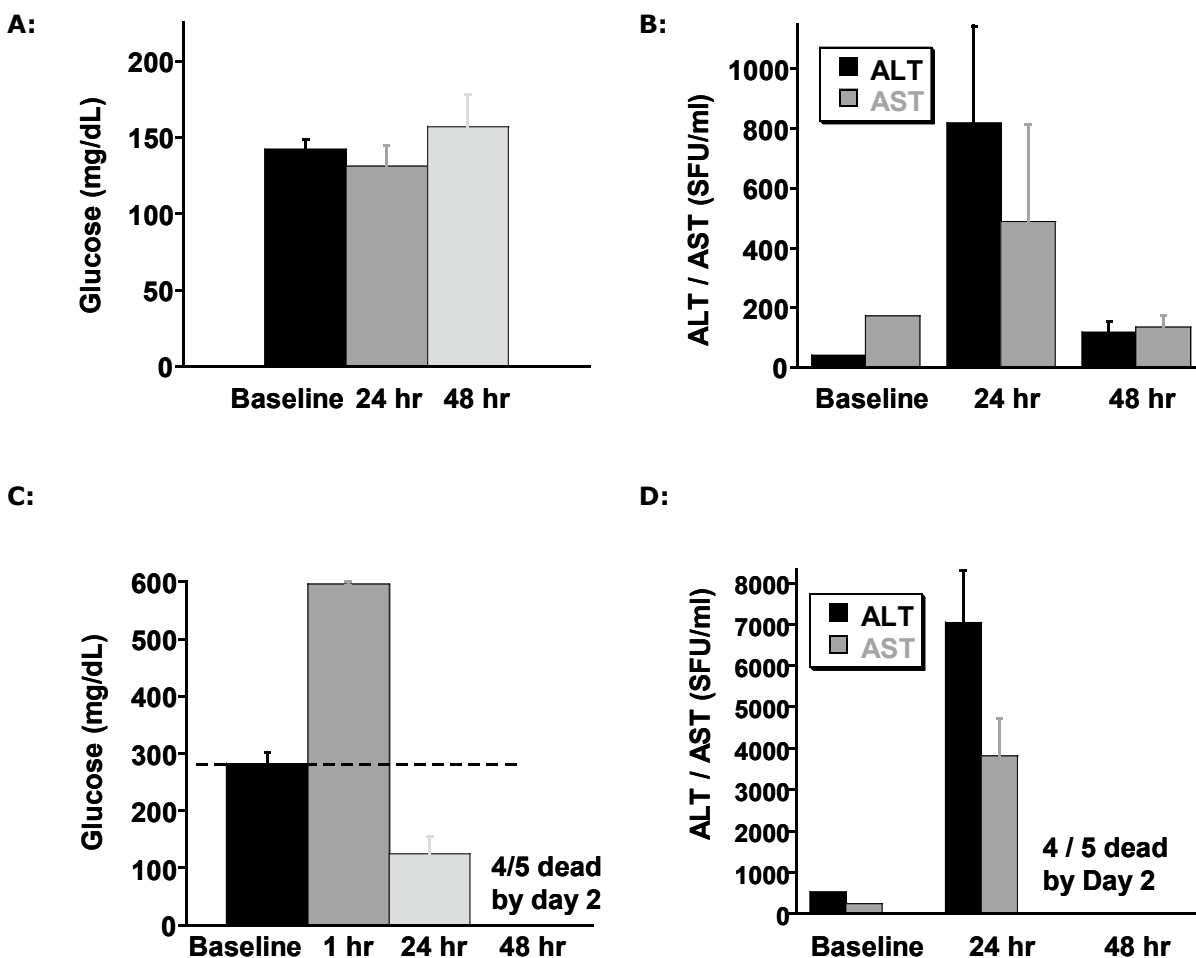 A:
Glucose (mg/dL)
200
150
100
50
0
Baseline 24 hr 48 hr
B:
ALT / AST (SFU/ml)
1000
800
600
400
200
0
ALT
AST
Baseline 24 hr 48 hr
C:
Glucose (mg/dL)
600
600
400
300
200
100
0
4/5 dead
by day 2
Baseline 1 hr 24 hr 48 hr
D:
ALT / AST (SFU/ml)
8000
7000
6000
5000
4000
3000
2000
1000
0
ALT
AST
4 / 5 dead
by Day 2
Baseline 24 hr 48 hr